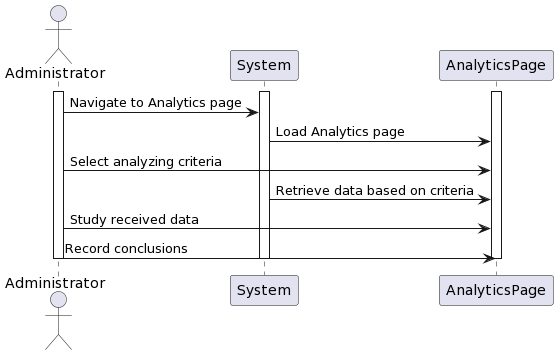 Administrator
System
AnalyticsPage
Navigate to Analytics page
Load Analytics page
Select analyzing criteria
Retrieve data based on criteria
Study received data
Record conclusions
Administrator
System
AnalyticsPage